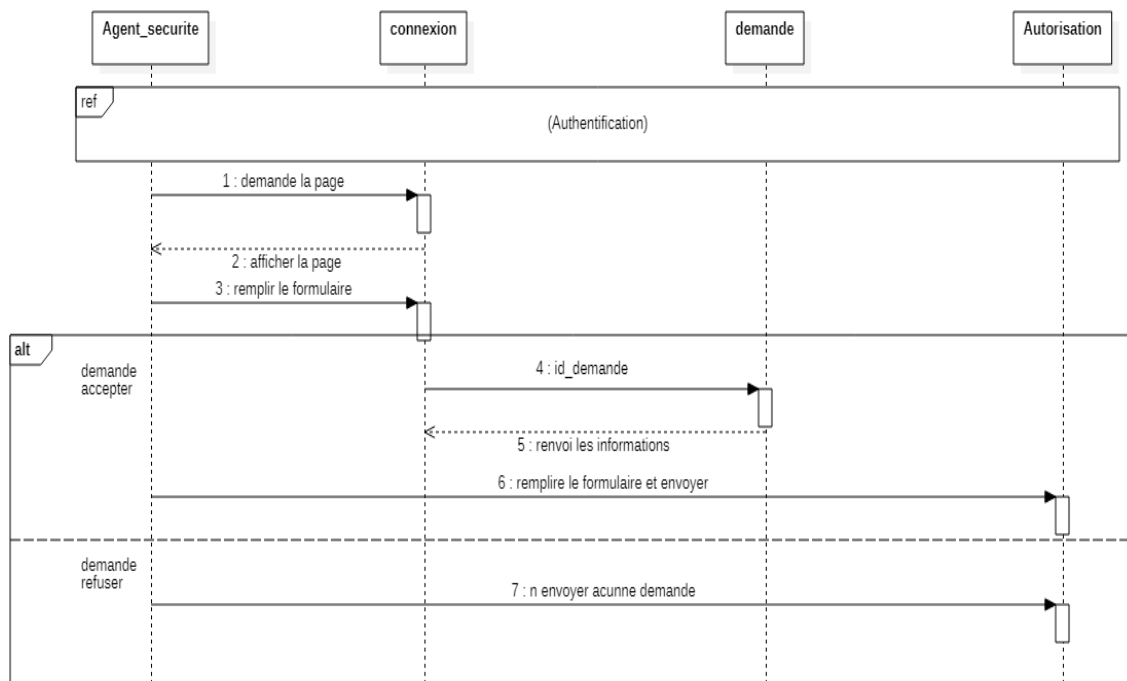 Agent_securite
connexion
demande
Autorisation
ref
(Authentification)
1 : demande la page
2 : afficher la page
3 : remplir le formulaire
alt
demande
accepter
4 : id_demande
5 : renvoi les informations
6 : remplire le formulaire et envoyer
demande
refuser
7 : n envoyer acunne demande